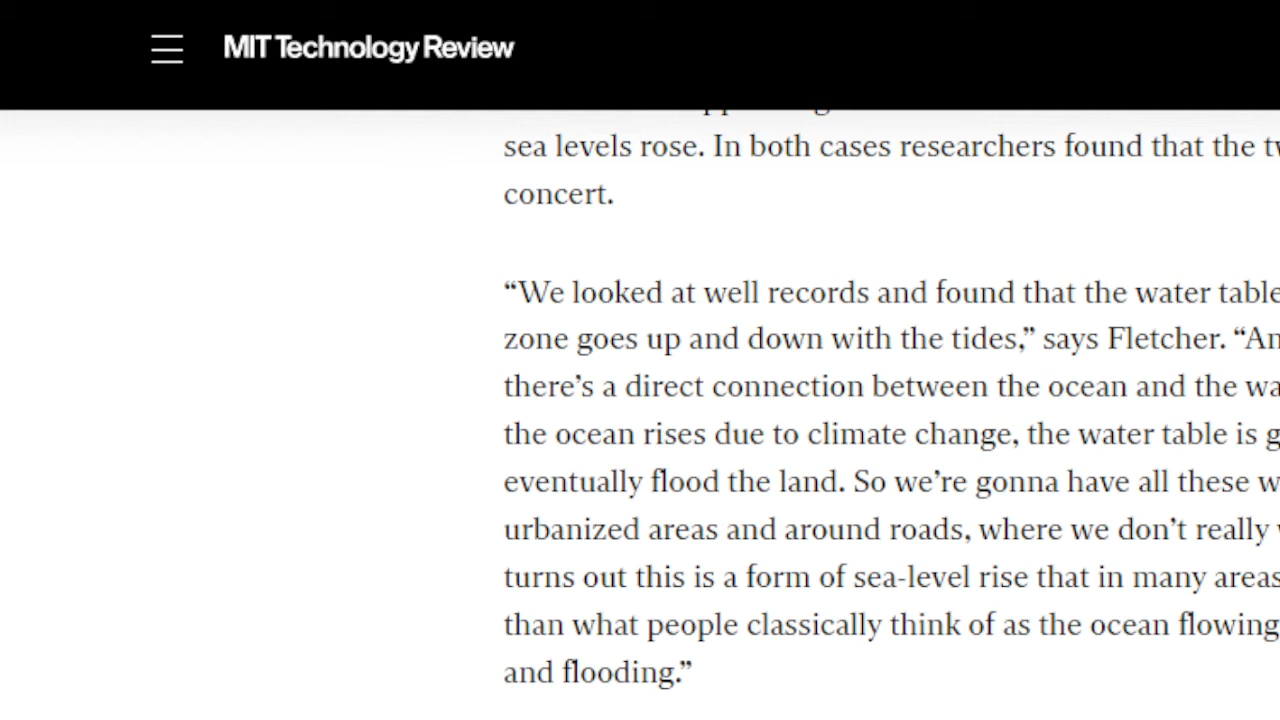 MIT Technology Review
sea levels rose. In both cases researchers found that the
concert.
“We looked at well records and found that the water table
zone goes up and down with the tides,” says Fletcher.
there’s a direct connection between the ocean and the
the ocean rises due to climate change, the water table is
eventually flood the land. So we’re gonna have all these
urbanized areas and around roads, where we don’t really
turns out this is a form of sea-level rise that in many areas
than what people classically think of as the ocean flowing
and flooding.”